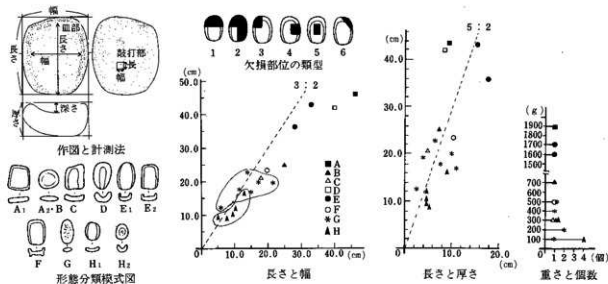 幅
皿部
長さ
幅
長さ
敲打部
長
幅
厚さ
深さ
作図と計測法
A1 A2・B C D E1 E2
F G H1 H2
形態分類模式図
1 2 3 4 5 6
欠損部位の類型
(cm)
50.0
40.0
30.0
20.0
10.0
0
10.0 20.0 30.0 40.0 (cm)
3 : 2
A
B
C
D
E
F
G
H
長さと幅
(cm)
5 : 2
40.0
20.0
0
10.0 20.0 (cm)
長さと厚さ
(g)
1900
1700
1600
1500
700
500
400
300
200
100
1 2 3 4 (個)
重さと個数